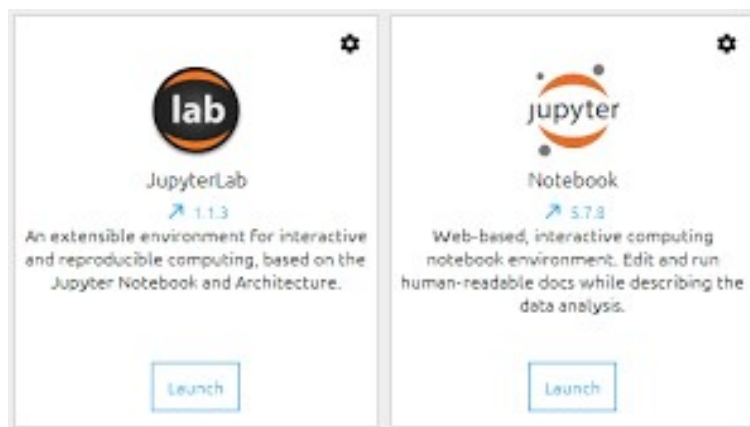 lab
JupyterLab
1.1.3
An extensible environment for interactive
and reproducible computing, based on the
Jupyter Notebook and Architecture.
Launch
jupyter
Notebook
5.7.8
Web-based, interactive computing
notebook environment. Edit and run
human-readable docs while describing the
data analysis.
Launch